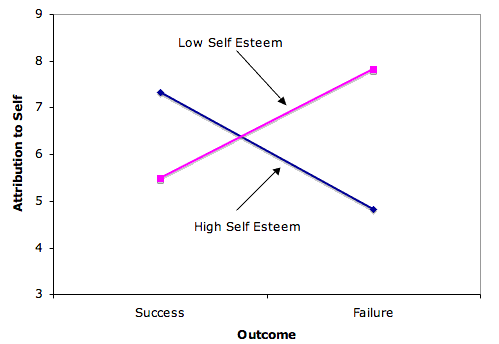 9
8
7
6
5
4
3
Attribution to Self
Low Self Esteem
High Self Esteem
Success
Failure
Outcome